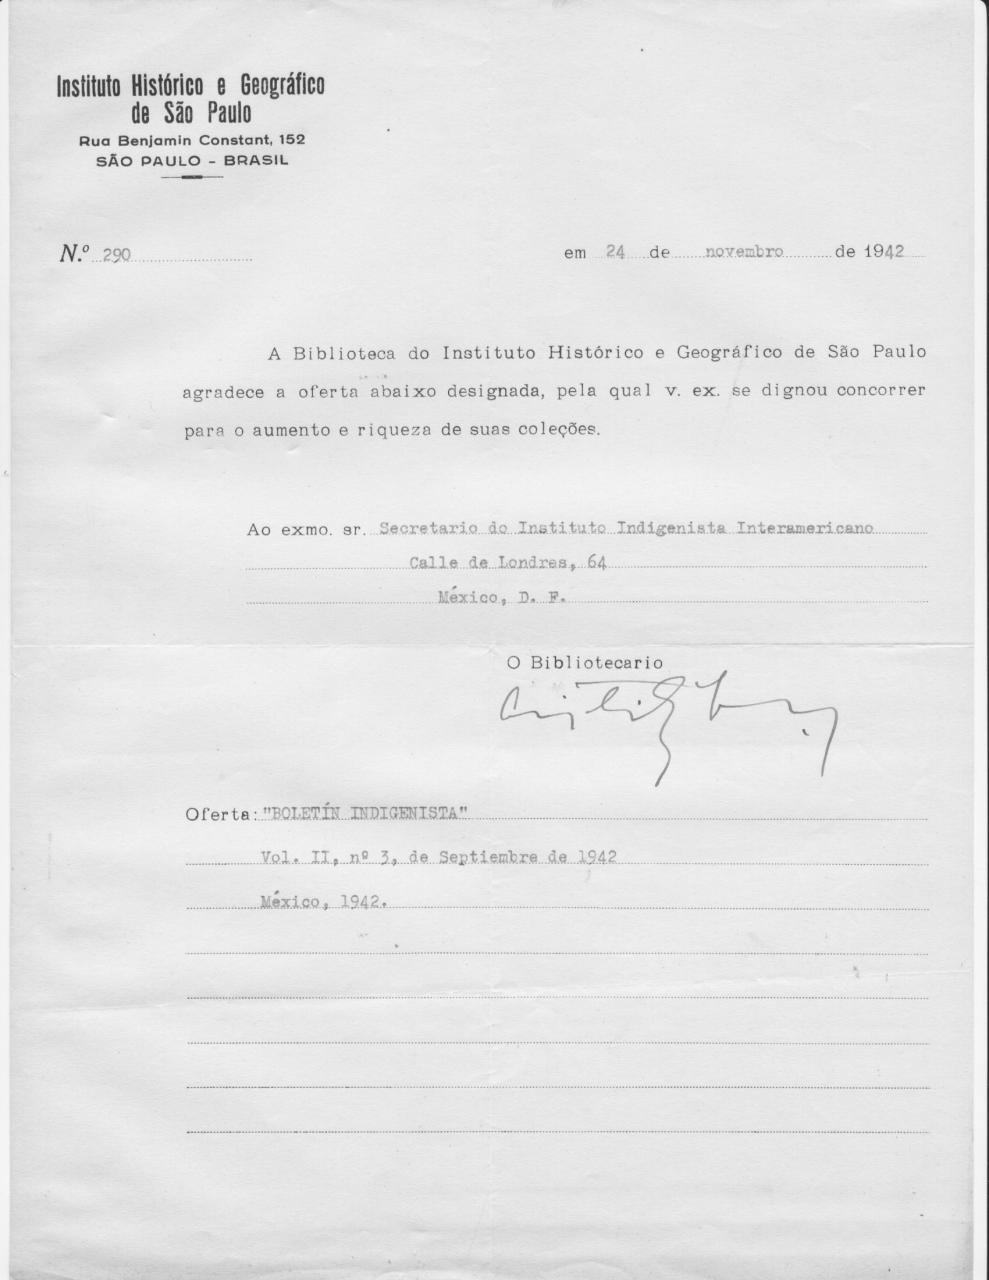 Instituto Histórico e Geográfico
de São Paulo
Rua Benjamin Constant, 152
SÃO PAULO - BRASIL
N.º 290
em 24 de novembro de 1942
A Biblioteca do Instituto Histórico e Geográfico de São Paulo
agradece a oferta abaixo designada, pela qual v. ex. se dignou concorrer
para o aumento e riqueza de suas coleções.
Ao exmo. sr. Secretario do Instituto Indigenista Interamericano
Calle de Londres, 64
México, D. F.
O Bibliotecario
Oferta: "BOLETÍN INDIGENISTA"
Vol. II, nº 3, de Septiembre de 1942
México, 1942.